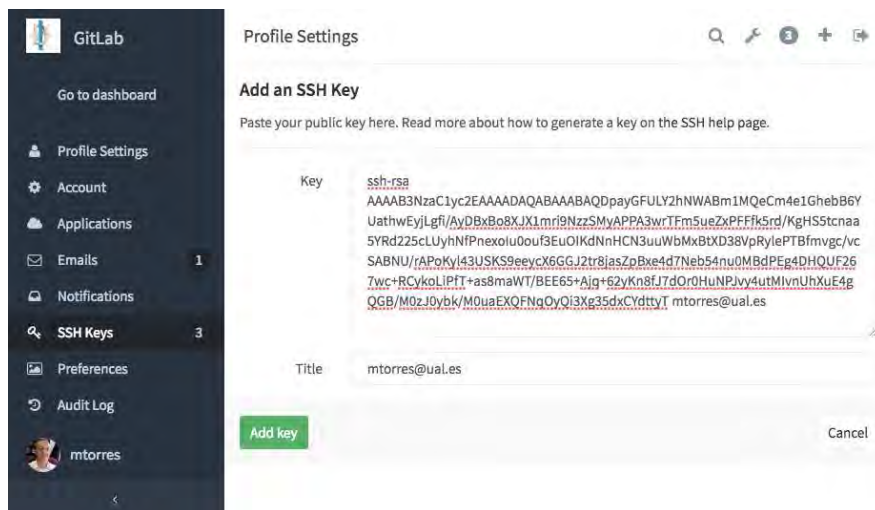 GitLab
Go to dashboard
Profile Settings
Account
Applications
Emails 1
Notifications
SSH Keys 3
Preferences
Audit Log
mtorres
Profile Settings
3
Add an SSH Key
Paste your public key here. Read more about how to generate a key on the SSH help page.
Key
ssh-rsa
AAAAB3NzaC1yc2EAAAADAQABAAABAQDpayGFULY2hNWABm1MQeCm4e1GhebB6Y
UathwEyjLgfi/AyDBxBo8XJX1mri9NzzSMyAPPA3wrTFm5ueZxPFFfk5rd/KgHS5tcnaa
5YRd225cLUyhNfPnexolu0ouf3EuOIKdNnHCN3uuWbMxBtXD38VpRylePTBfmvgc/vc
SABNU/rAPoKyl43USKS9eeycX6GGJ2tr8jasZpBxe4d7Neb54nu0MBdPEg4DHQUF26
7wc+RCykoLiPfT+as8maWT/BEE65+Ajq+62yKn8fJ7dOr0HuNPJvy4utMIvnUhXuE4g
QGB/M0zJ0ybk/M0uaEXQFNqOyQi3Xg35dxCYdttyT mtorres@ual.es
Title
mtorres@ual.es
Add key
Cancel